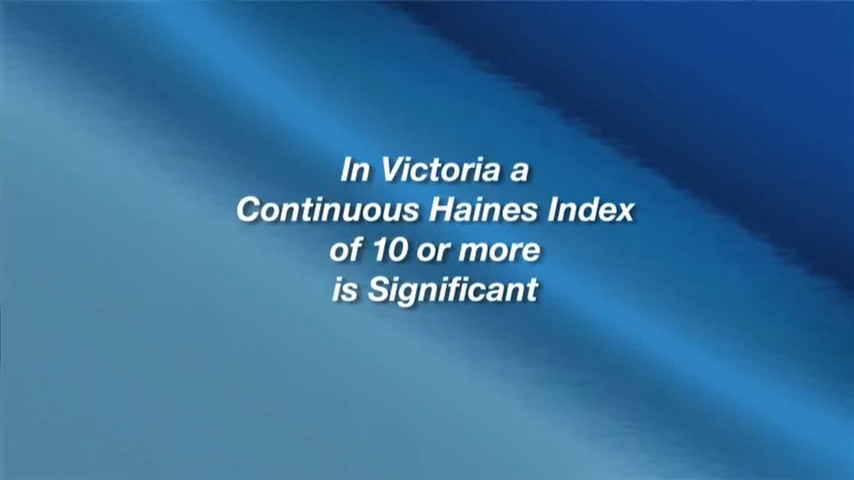 In Victoria a
Continuous Haines Index
of 10 or more
is Significant